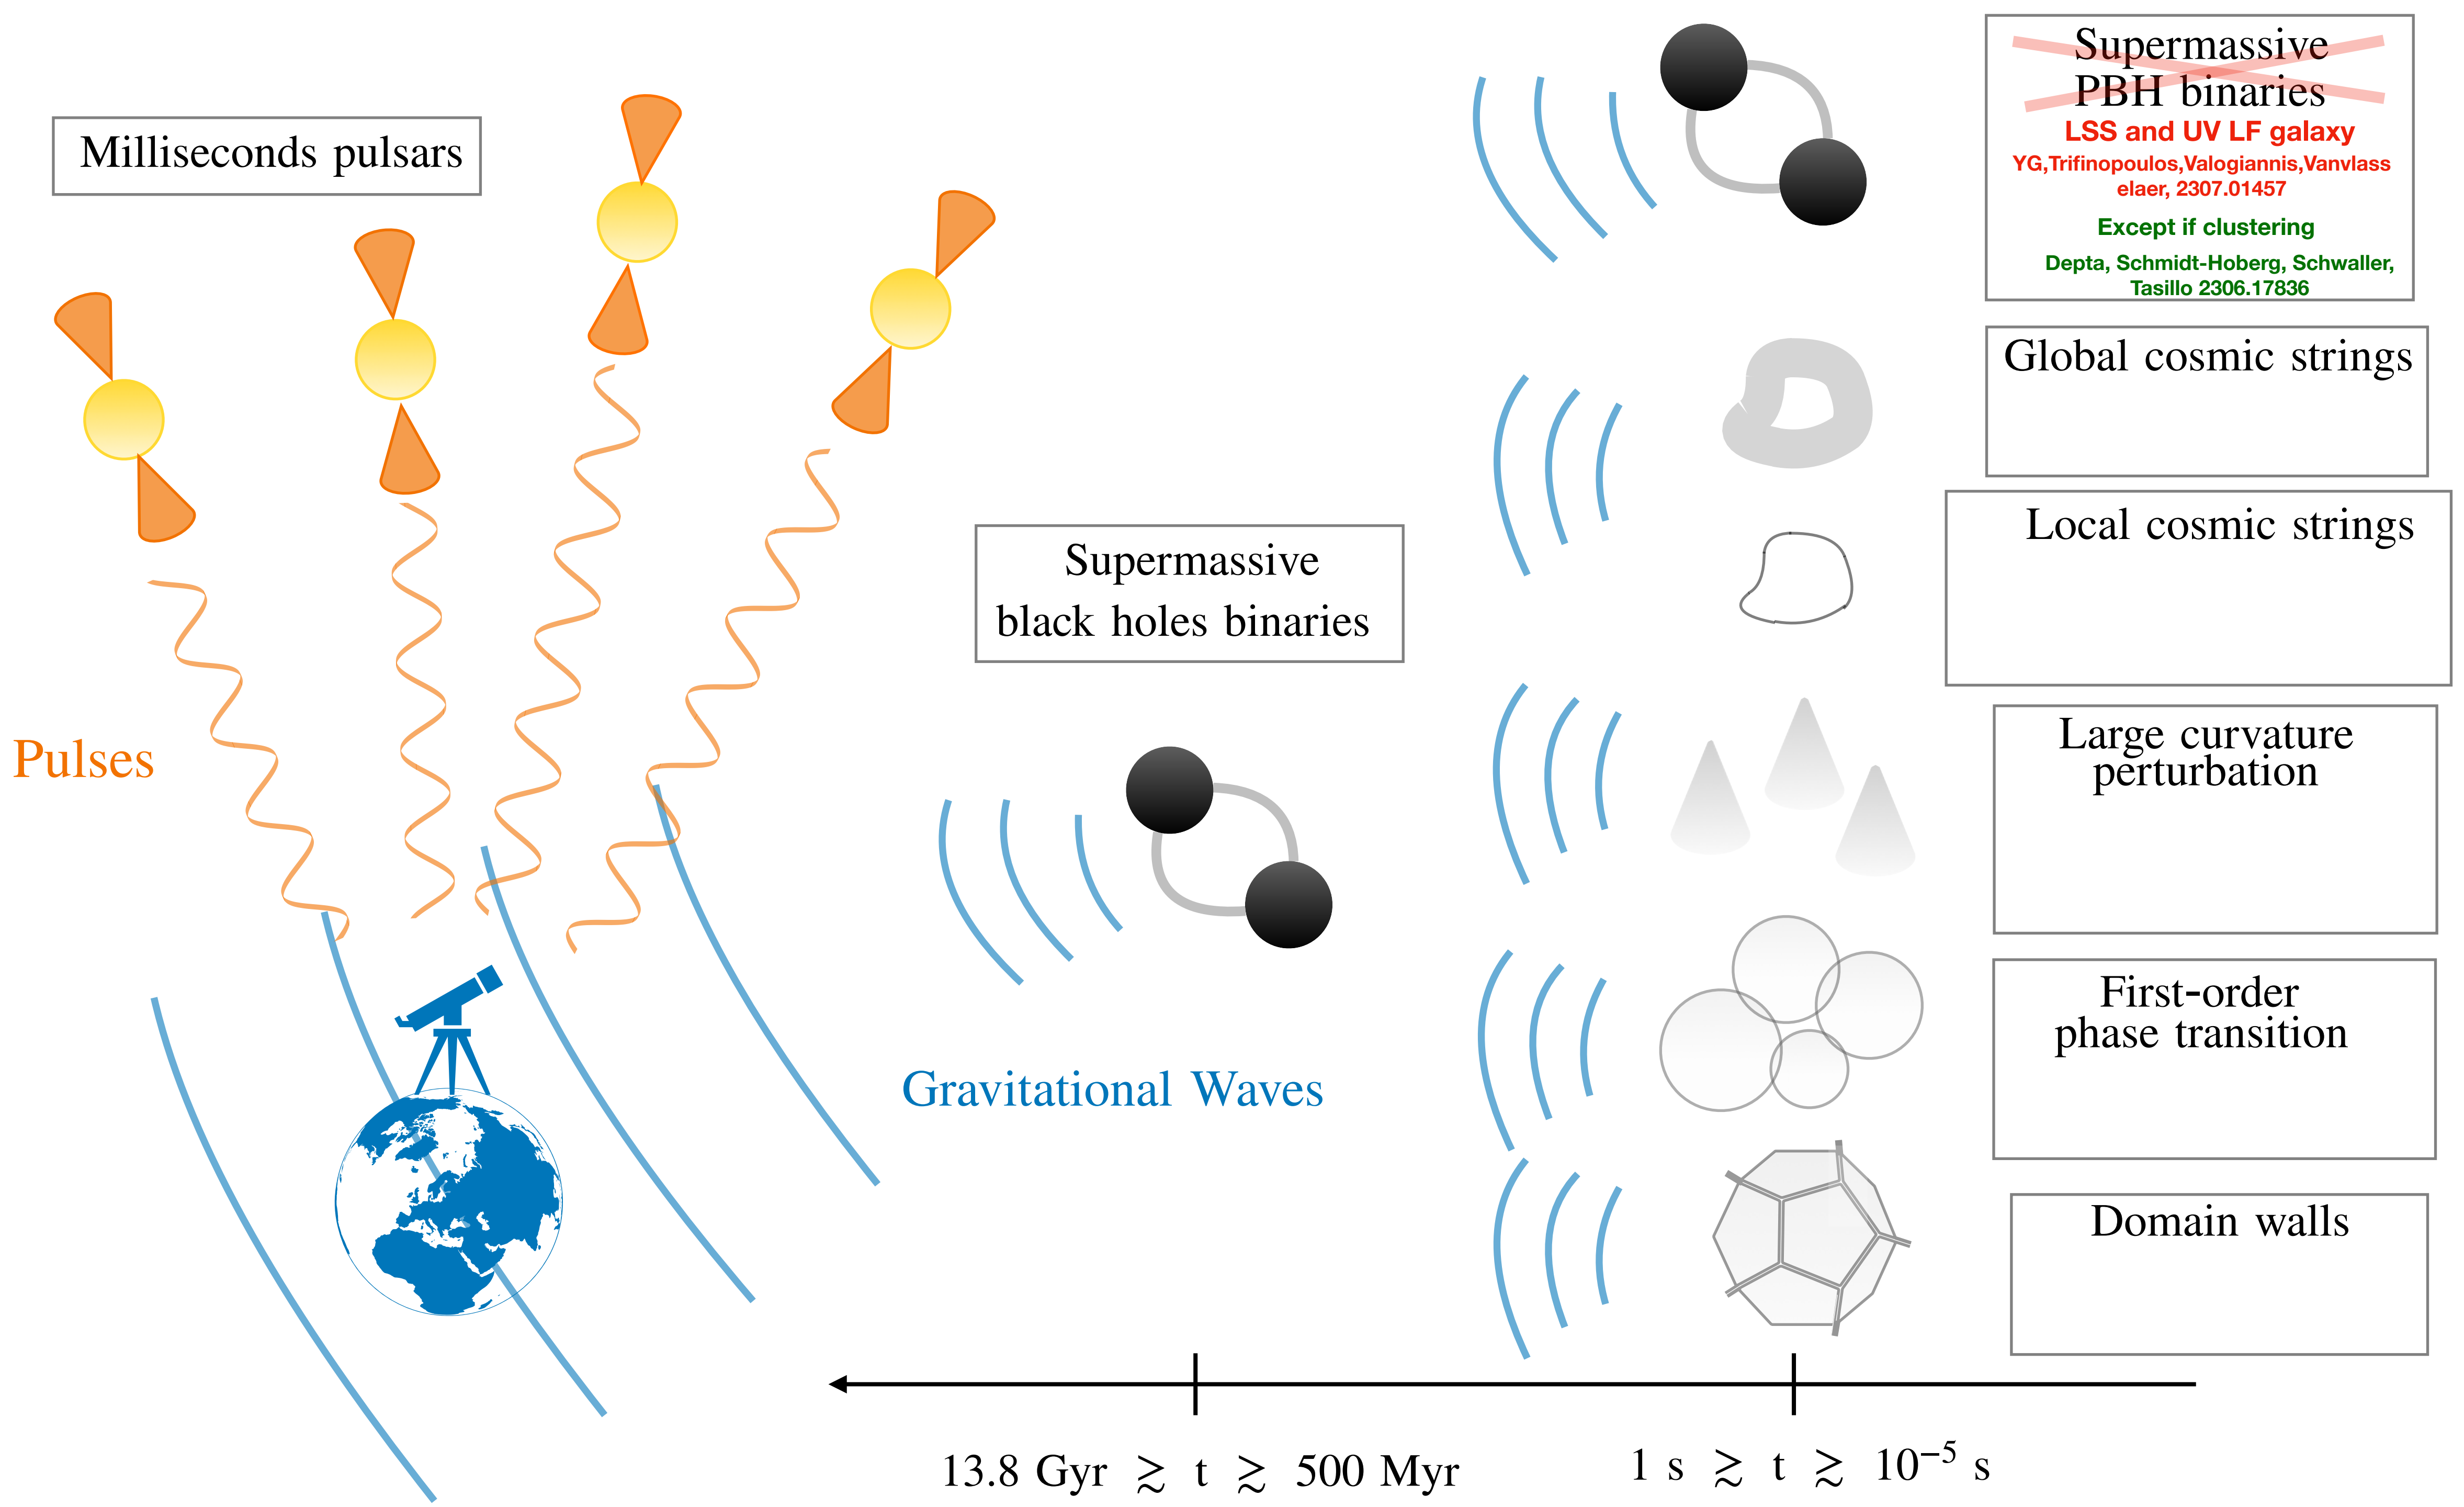 Milliseconds pulsars
Pulses
Supermassive
black holes binaries
Gravitational Waves
Supermassive
PBH binaries
LSS and UV LF galaxy
YG,Trifinopoulos,Valogiannis,Vanvlass
elaer, 2307.01457
Except if clustering
Depta, Schmidt-Hoberg, Schwaller,
Tasillo 2306.17836
Global cosmic strings
Local cosmic strings
Large curvature
perturbation
First-order
phase transition
Domain walls
13.8 Gyr ≳ t ≳ 500 Myr
1 s ≳ t ≳ 10⁻⁵ s